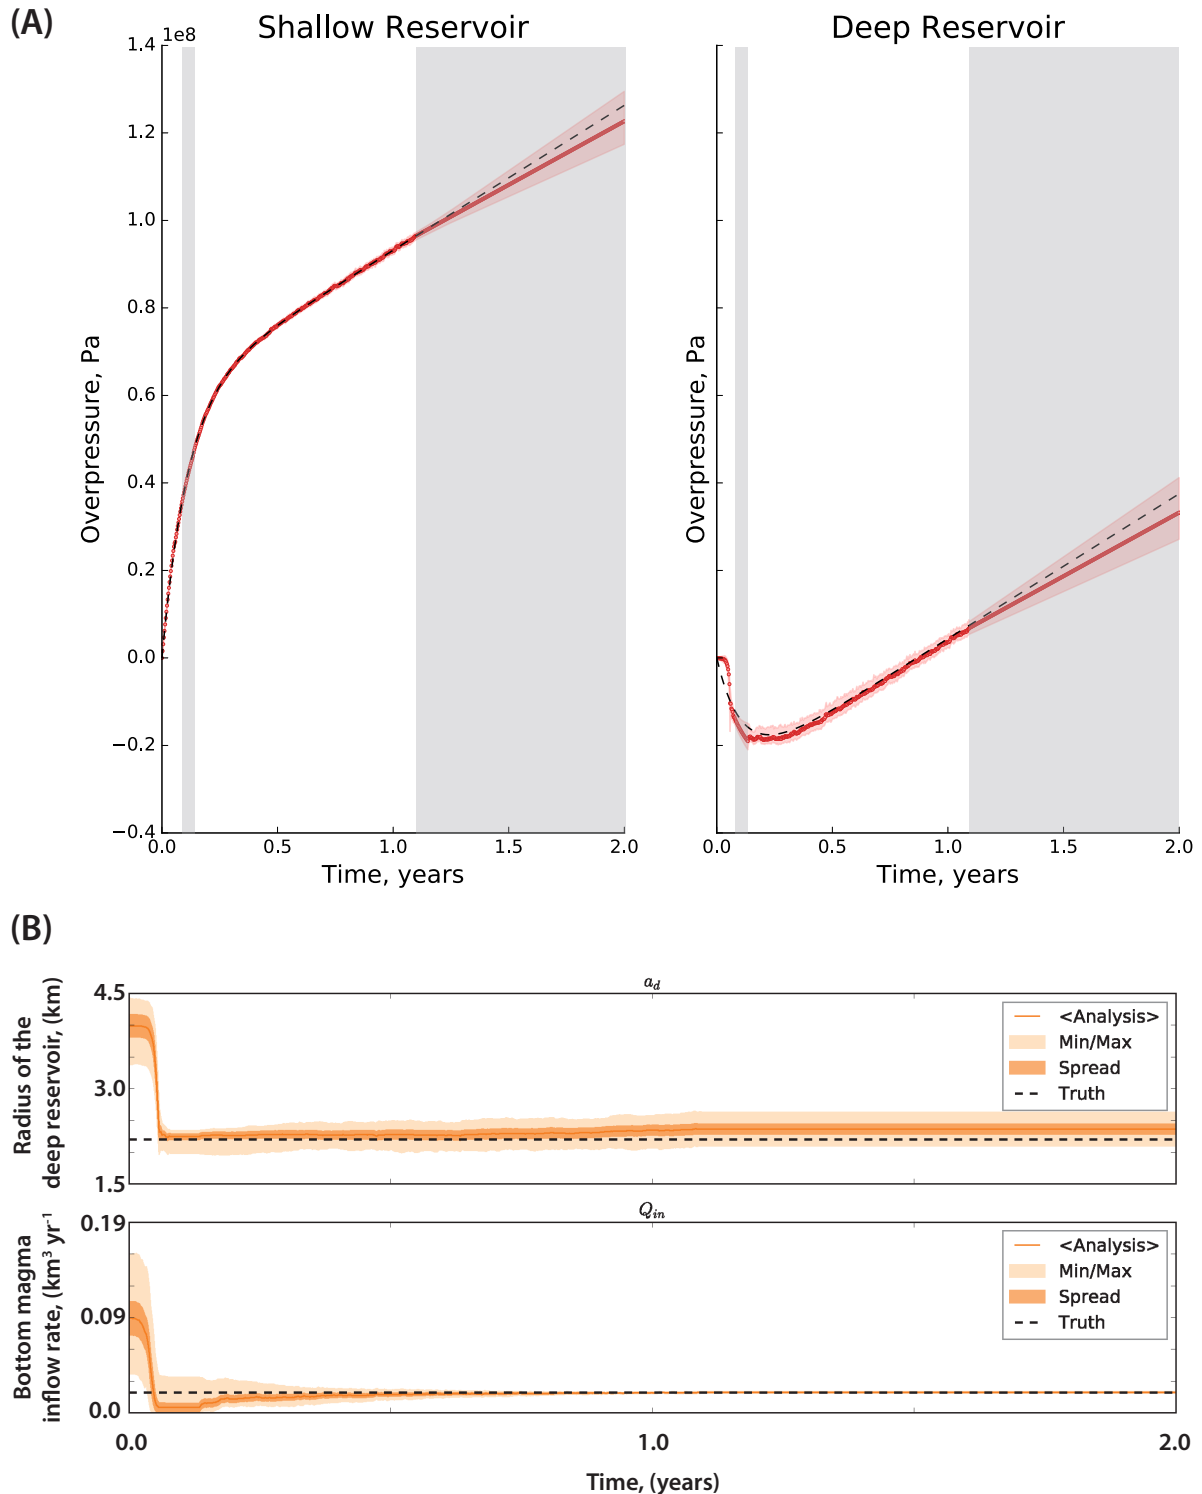 (A)
Shallow Reservoir
Deep Reservoir
1e8
1.4
1.2
1.0
0.8
0.6
0.4
0.2
0.0
−0.2
−0.4
Overpressure, Pa
Overpressure, Pa
0.0 0.5 1.0 1.5 2.0
0.0 0.5 1.0 1.5 2.0
Time, years
Time, years
(B)
a_d
4.5
3.0
1.5
Radius of the
deep reservoir, (km)
<Analysis>
Min/Max
Spread
Truth
Q_in
0.19
0.09
0.0
Bottom magma
inflow rate, (km³ yr⁻¹)
<Analysis>
Min/Max
Spread
Truth
0.0 1.0 2.0
Time, (years)